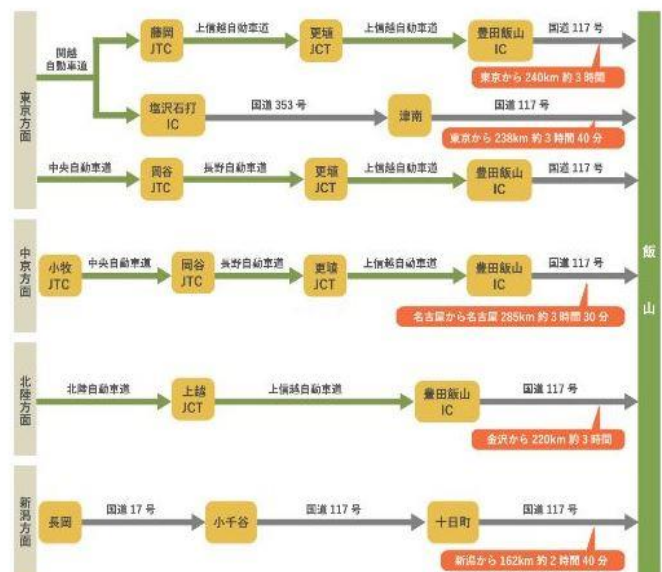 東京方面
関越
自動車道
藤岡
JTC
上信越自動車道
更埴
JCT
上信越自動車道
豊田飯山
IC
国道 117 号
東京から 240km 約 3 時間
塩沢石打
IC
国道 353 号
津南
国道 117 号
東京から 238km 約 3 時間 40 分
中央自動車道
岡谷
JTC
長野自動車道
更埴
JCT
上信越自動車道
豊田飯山
IC
国道 117 号
中京方面
小牧
JTC
中央自動車道
岡谷
JTC
長野自動車道
更埴
JCT
上信越自動車道
豊田飯山
IC
国道 117 号
名古屋から名古屋 285km 約 3 時間 30 分
北陸方面
北陸自動車道
上越
JCT
上信越自動車道
豊田飯山
IC
国道 117 号
金沢から 220km 約 3 時間
新潟方面
長岡
国道 17 号
小千谷
国道 117 号
十日町
国道 117 号
新潟から 162km 約 2 時間 40 分
飯山